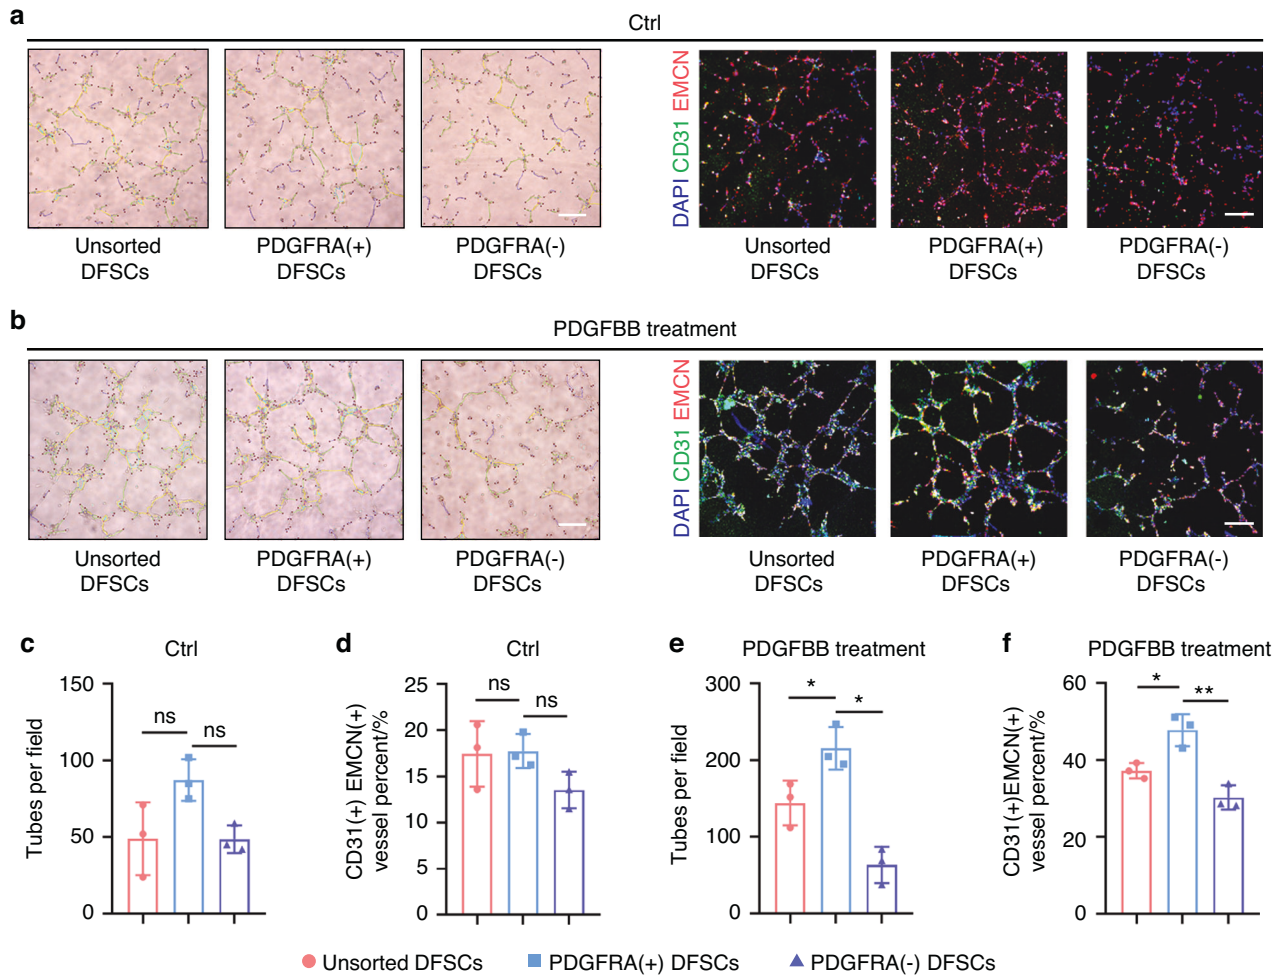 a
Ctrl
DAPI CD31 EMCN
Unsorted
DFSCs
PDGFRA(+)
DFSCs
PDGFRA(-)
DFSCs
Unsorted
DFSCs
PDGFRA(+)
DFSCs
PDGFRA(-)
DFSCs
b
PDGFBB treatment
DAPI CD31 EMCN
Unsorted
DFSCs
PDGFRA(+)
DFSCs
PDGFRA(-)
DFSCs
Unsorted
DFSCs
PDGFRA(+)
DFSCs
PDGFRA(-)
DFSCs
c
Ctrl
Tubes per field
150
100
50
0
ns
ns
d
Ctrl
CD31(+) EMCN(+)
vessel percent/%
25
20
15
10
5
0
ns
ns
e
PDGFBB treatment
Tubes per field
300
200
100
0
*
*
f
PDGFBB treatment
CD31(+)EMCN(+)
vessel percent/%
60
40
20
0
*
**
Unsorted DFSCs
PDGFRA(+) DFSCs
PDGFRA(-) DFSCs